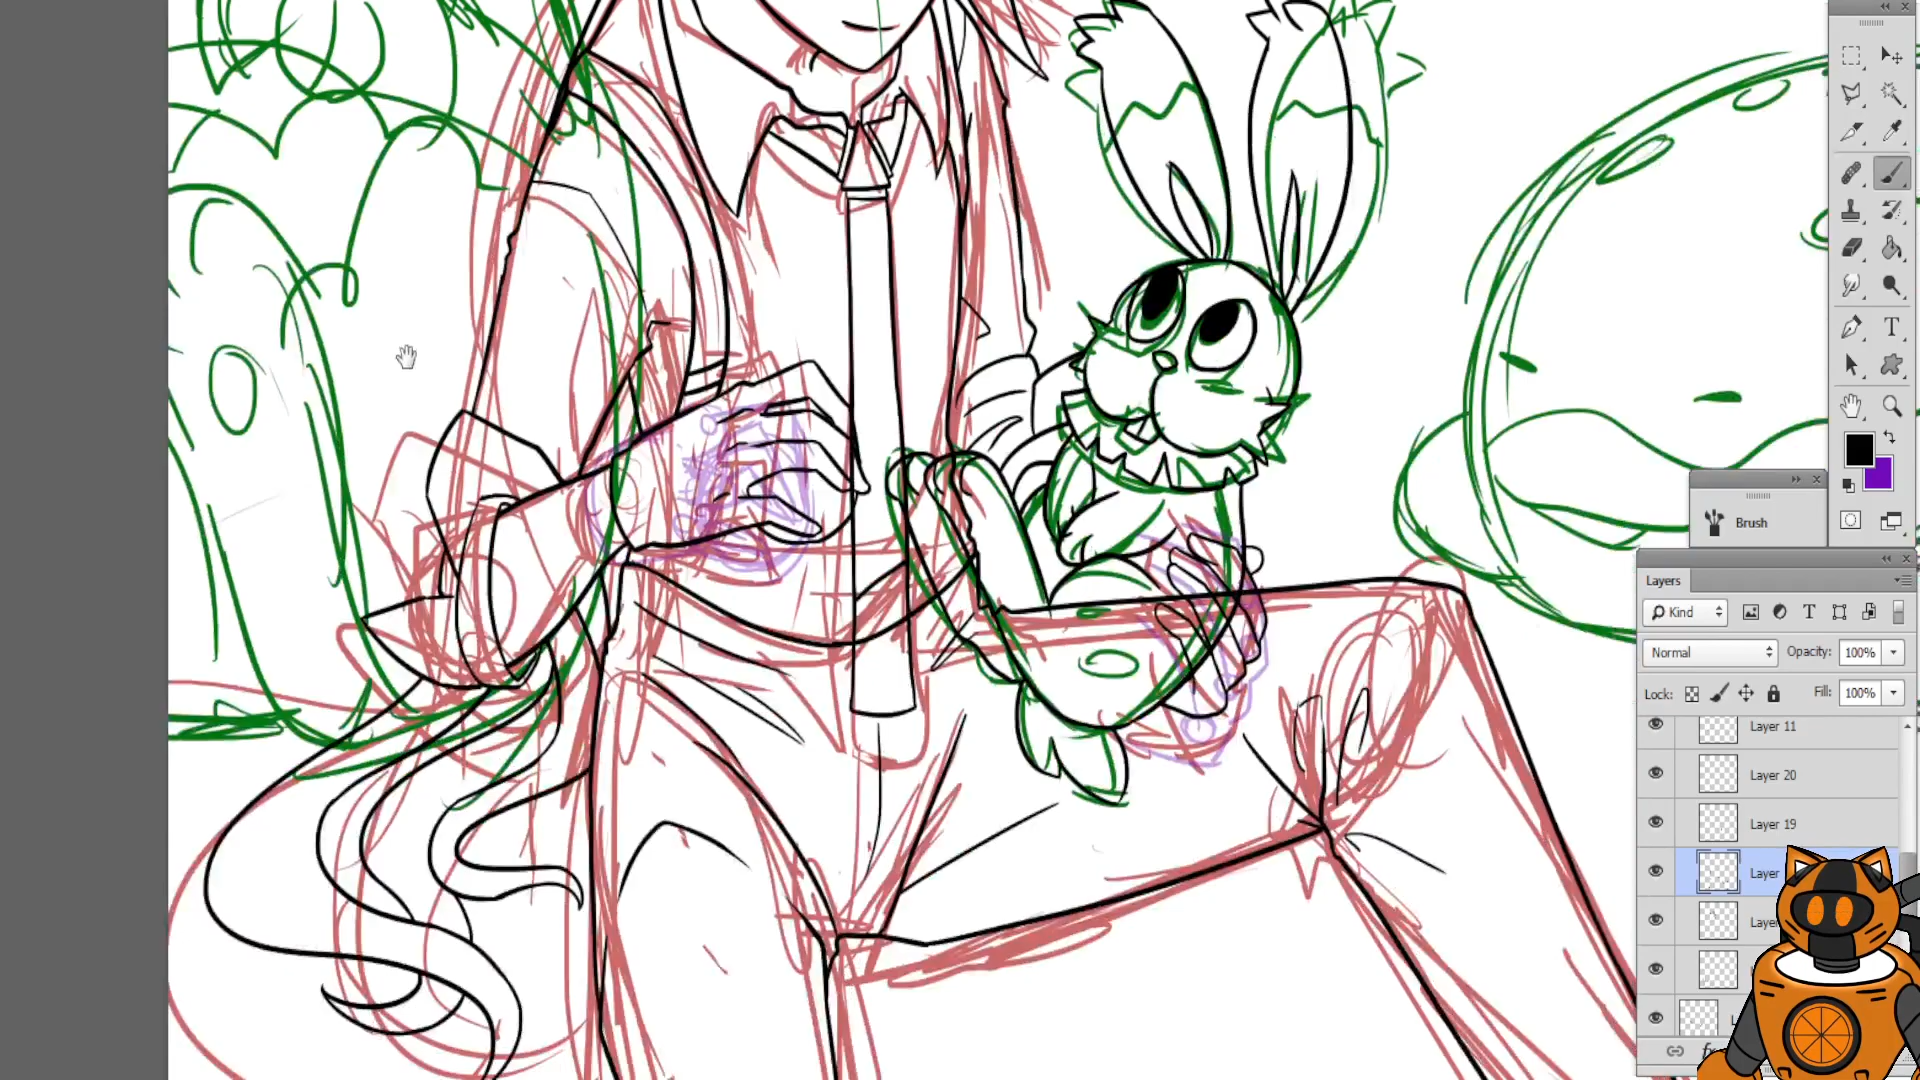 T
Brush
Layers
Kind
T
Normal
Opacity: 100%
Lock:
Fill: 100%
Layer 11
Layer 20
Layer 19
Layer